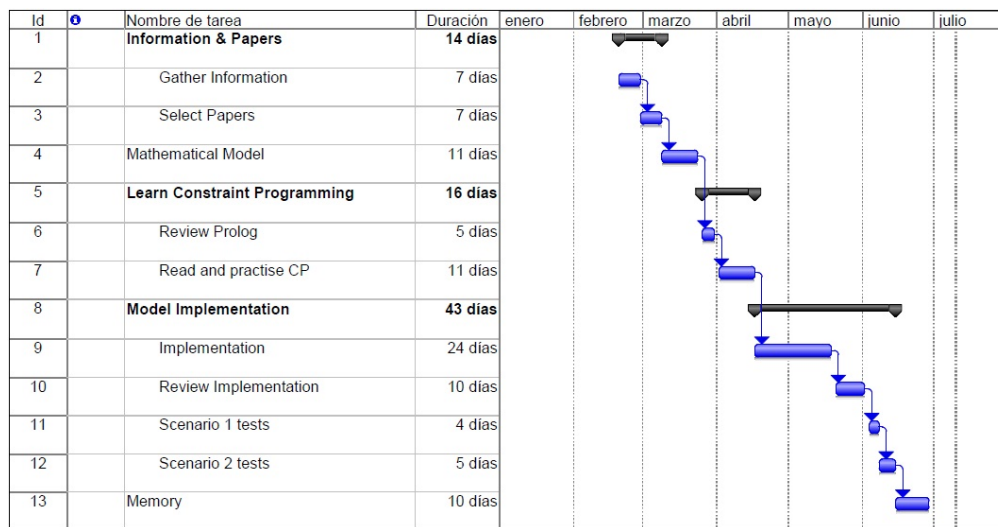 Id Nombre de tarea Duración enero febrero marzo abril mayo junio julio
1 Information & Papers 14 días
2 Gather Information 7 días
3 Select Papers 7 días
4 Mathematical Model 11 días
5 Learn Constraint Programming 16 días
6 Review Prolog 5 días
7 Read and practise CP 11 días
8 Model Implementation 43 días
9 Implementation 24 días
10 Review Implementation 10 días
11 Scenario 1 tests 4 días
12 Scenario 2 tests 5 días
13 Memory 10 días